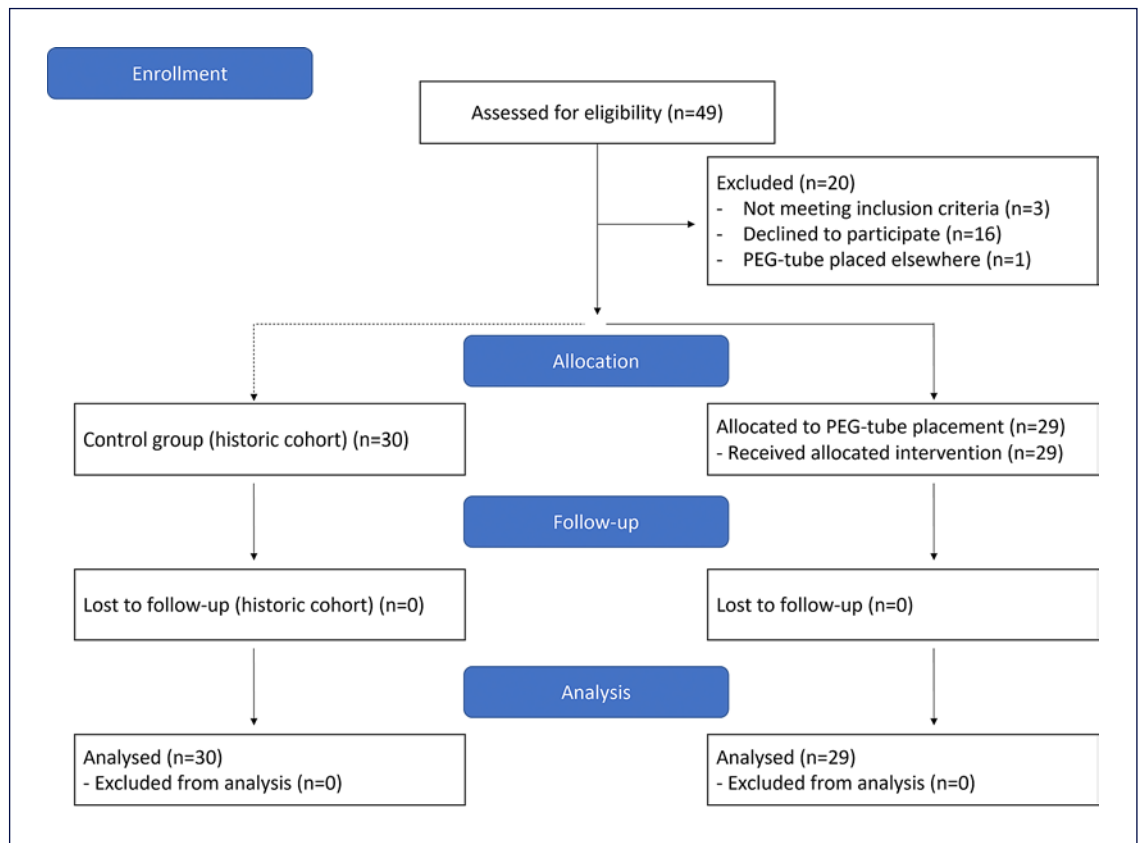 Enrollment
Assessed for eligibility (n=49)
Excluded (n=20)
- Not meeting inclusion criteria (n=3)
- Declined to participate (n=16)
- PEG-tube placed elsewhere (n=1)
Allocation
Control group (historic cohort) (n=30)
Allocated to PEG-tube placement (n=29)
- Received allocated intervention (n=29)
Follow-up
Lost to follow-up (historic cohort) (n=0)
Lost to follow-up (n=0)
Analysis
Analysed (n=30)
- Excluded from analysis (n=0)
Analysed (n=29)
- Excluded from analysis (n=0)